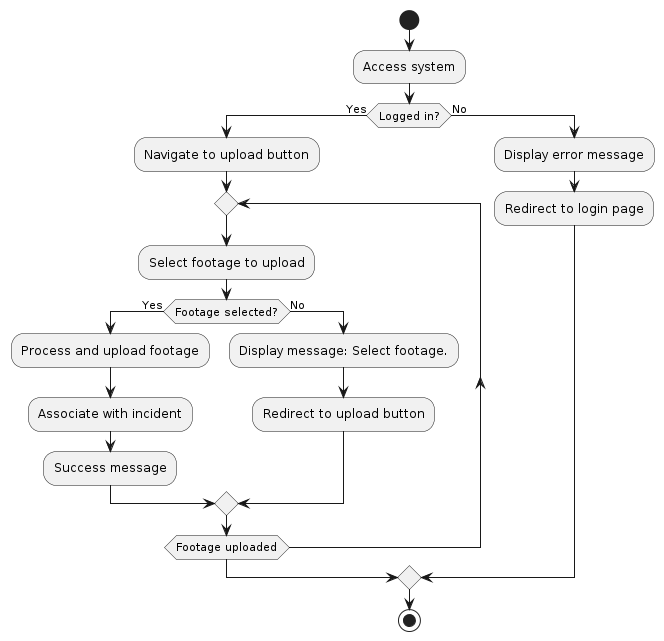 Access system
Yes
Logged in?
No
Navigate to upload button
Display error message
Redirect to login page
Select footage to upload
Yes
Footage selected?
No
Process and upload footage
Display message: Select footage.
Associate with incident
Redirect to upload button
Success message
Footage uploaded